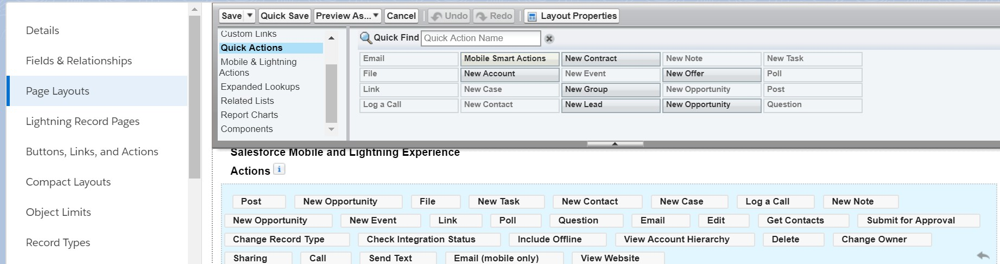 Details
Fields & Relationships
Page Layouts
Lightning Record Pages
Buttons, Links, and Actions
Compact Layouts
Object Limits
Record Types
Save Quick Save Preview As... Cancel Undo Redo Layout Properties
Custom Links
Quick Actions
Mobile & Lightning
Actions
Expanded Lookups
Related Lists
Report Charts
Components
Quick Find Quick Action Name
Email Mobile Smart Actions New Contract New Note New Task
File New Account New Event New Offer Poll
Link New Case New Group New Opportunity Post
Log a Call New Contact New Lead New Opportunity Question
Salesforce Mobile and Lightning Experience
Actions i
Post New Opportunity File New Task New Contact New Case Log a Call New Note
New Opportunity New Event Link Poll Question Email Edit Get Contacts Submit for Approval
Change Record Type Check Integration Status Include Offline View Account Hierarchy Delete Change Owner
Sharing Call Send Text Email (mobile only) View Website